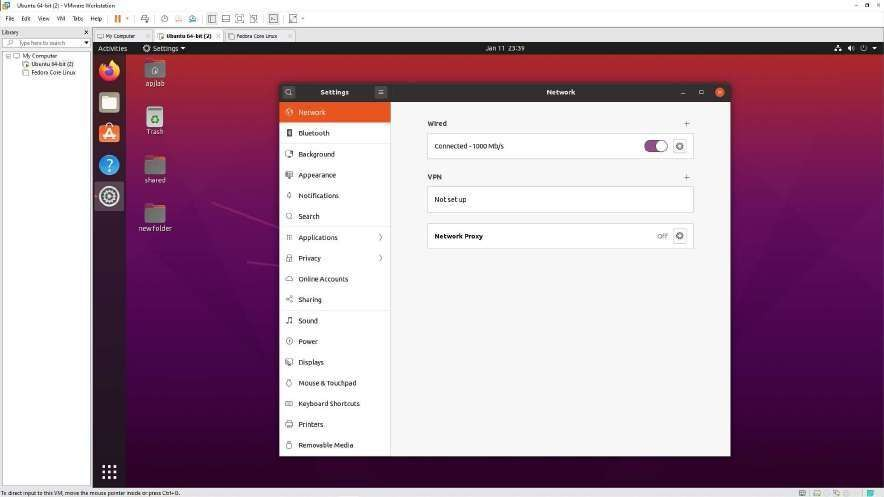 Ubuntu 64-bit (2) - VMware Workstation
File Edit View VM Tabs Help
Library
Type here to search
My Computer
Ubuntu 64-bit (2)
Fedora Core Linux
My Computer
Ubuntu 64-bit (2)
Fedora Core Linux
Activities
Settings
Jan 11 23:39
apjlab
Trash
shared
new folder
Settings
Network
Network
Bluetooth
Background
Appearance
Notifications
Search
Applications
Privacy
Online Accounts
Sharing
Sound
Power
Displays
Mouse & Touchpad
Keyboard Shortcuts
Printers
Removable Media
Wired
Connected - 1000 Mb/s
VPN
Not set up
Network Proxy
Off
To direct input to this VM, move the mouse pointer inside or press Ctrl+G.